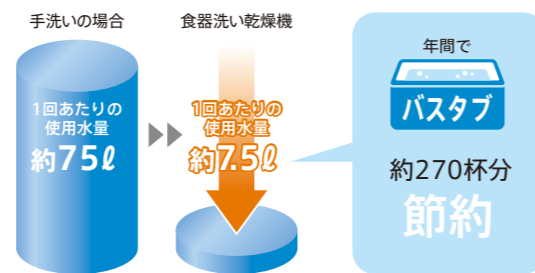 手洗いの場合
1回あたりの
使用水量
約75ℓ
食器洗い乾燥機
1回あたりの
使用水量
約7.5ℓ
年間で
バスタブ
約270杯分
節約